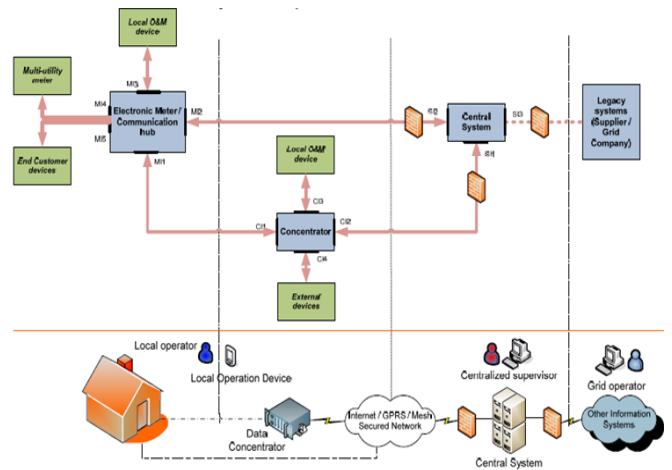 Local O&M
device
Multi-utility
meter
MI3
MI4
Electronic Meter /
Communication
hub
MI2
MI5
End Customer
devices
MI1
SI2
Central
System
SI3
SI1
Legacy
systems
(Supplier /
Grid
Company)
Local O&M
device
CI3
CI1
CI2
Concentrator
CI4
External
devices
Local operator
Local Operation Device
Centralized supervisor
Grid operator
Data
Concentrator
Internet / GPRS / Mesh
Secured Network
Central System
Other Information
Systems